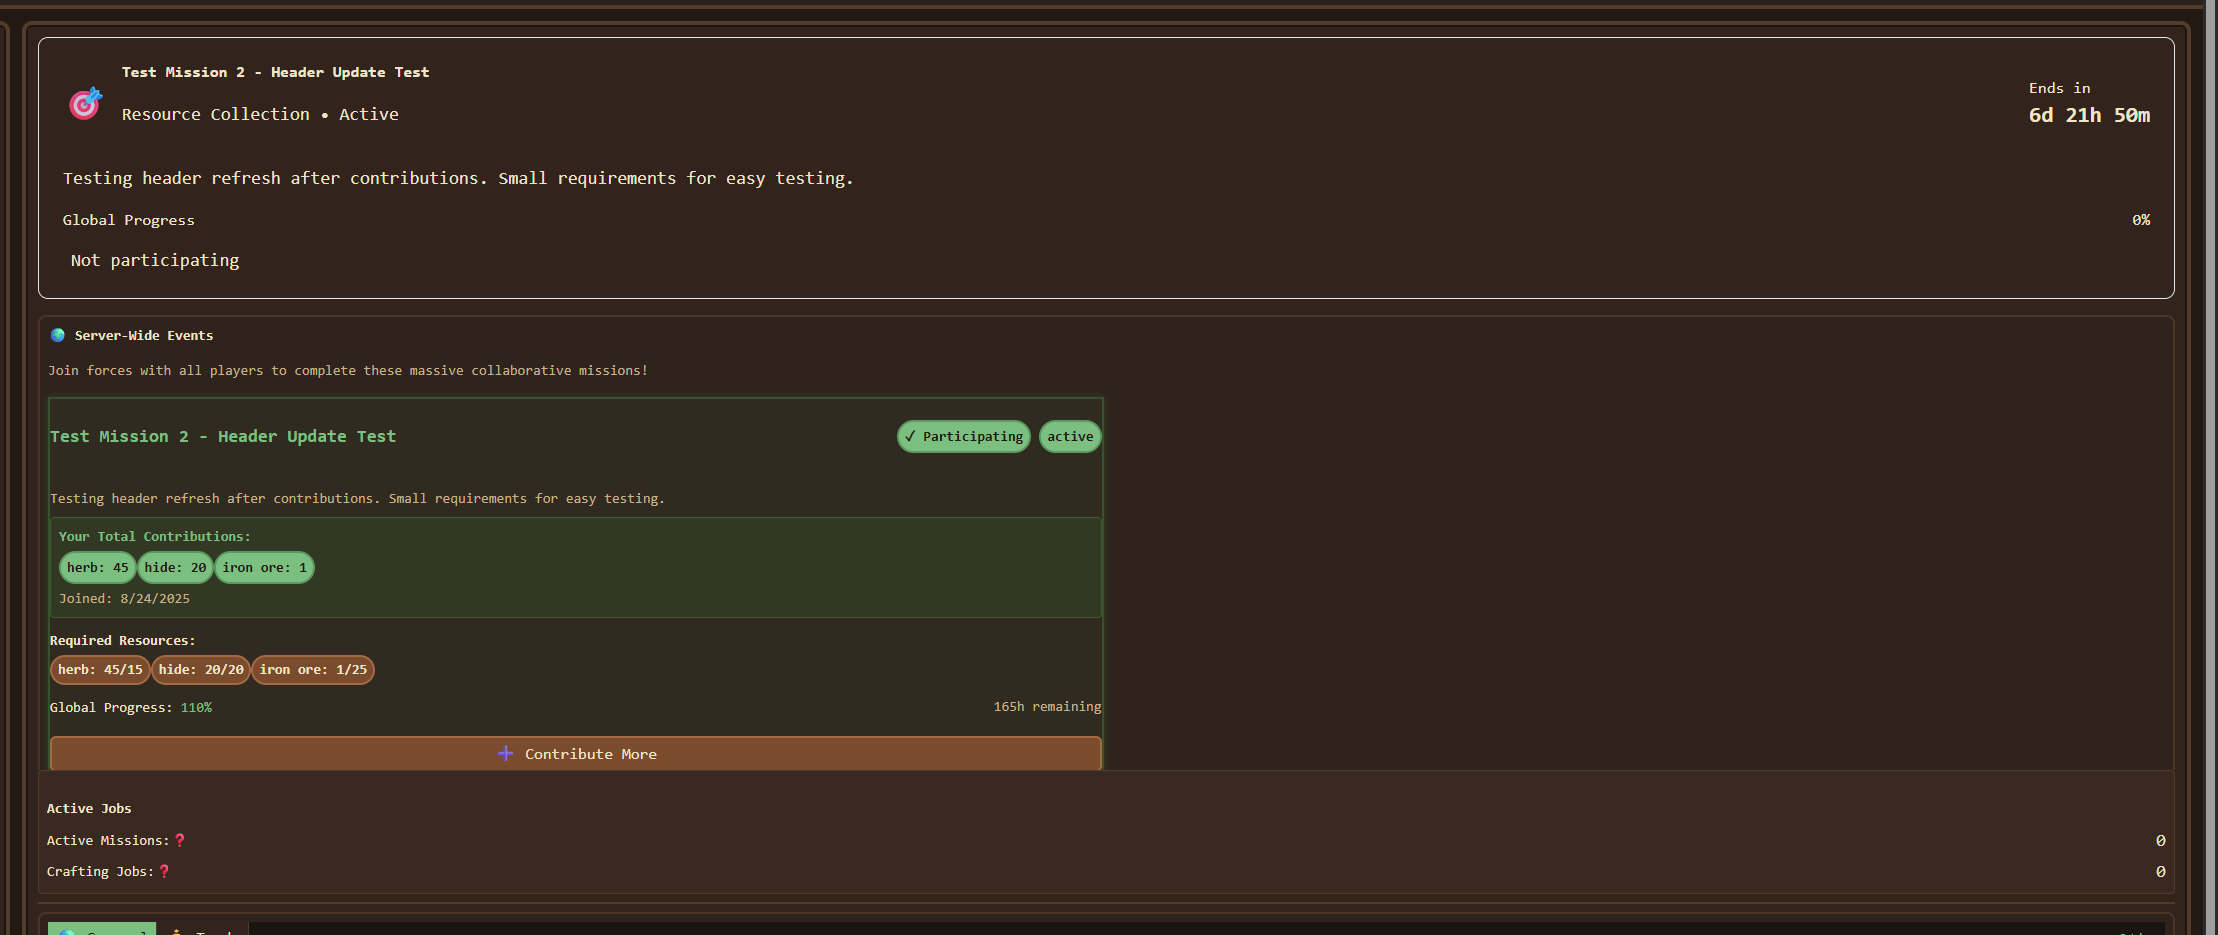 Test Mission 2 - Header Update Test
Resource Collection • Active
Ends in
6d 21h 50m
Testing header refresh after contributions. Small requirements for easy testing.
Global Progress 0%
Not participating
Server-Wide Events
Join forces with all players to complete these massive collaborative missions!
Test Mission 2 - Header Update Test ✓ Participating active
Testing header refresh after contributions. Small requirements for easy testing.
Your Total Contributions:
herb: 45 hide: 20 iron ore: 1
Joined: 8/24/2025
Required Resources:
herb: 45/15 hide: 20/20 iron ore: 1/25
Global Progress: 110% 165h remaining
➕ Contribute More
Active Jobs
Active Missions:❓ 0
Crafting Jobs:❓ 0